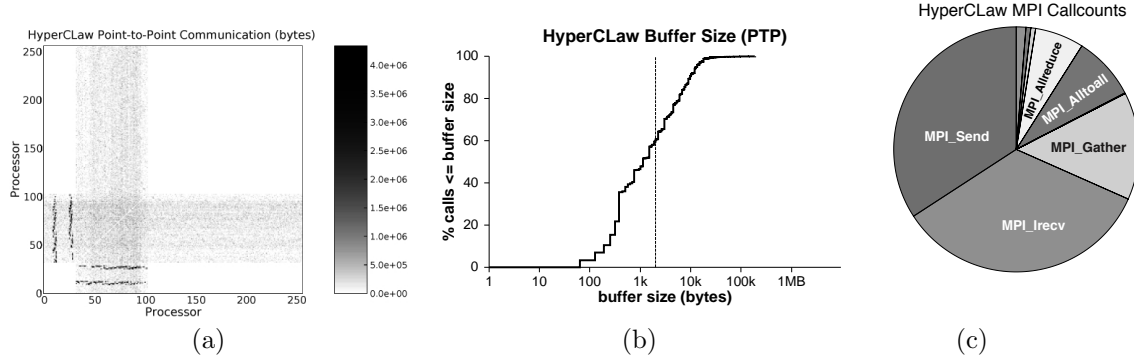 HyperCLaw Point-to-Point Communication (bytes)
Processor
250
200
150
100
50
0
0 50 100 150 200 250
Processor
4.0e+06
3.5e+06
3.0e+06
2.5e+06
2.0e+06
1.5e+06
1.0e+06
5.0e+05
0.0e+00
(a)
HyperCLaw Buffer Size (PTP)
% calls <= buffer size
100
80
60
40
20
0
1 10 100 1k 10k 100k 1MB
buffer size (bytes)
(b)
HyperCLaw MPI Callcounts
MPI_Allreduce
MPI_Alltoall
MPI_Gather
MPI_Send
MPI_Irecv
(c)